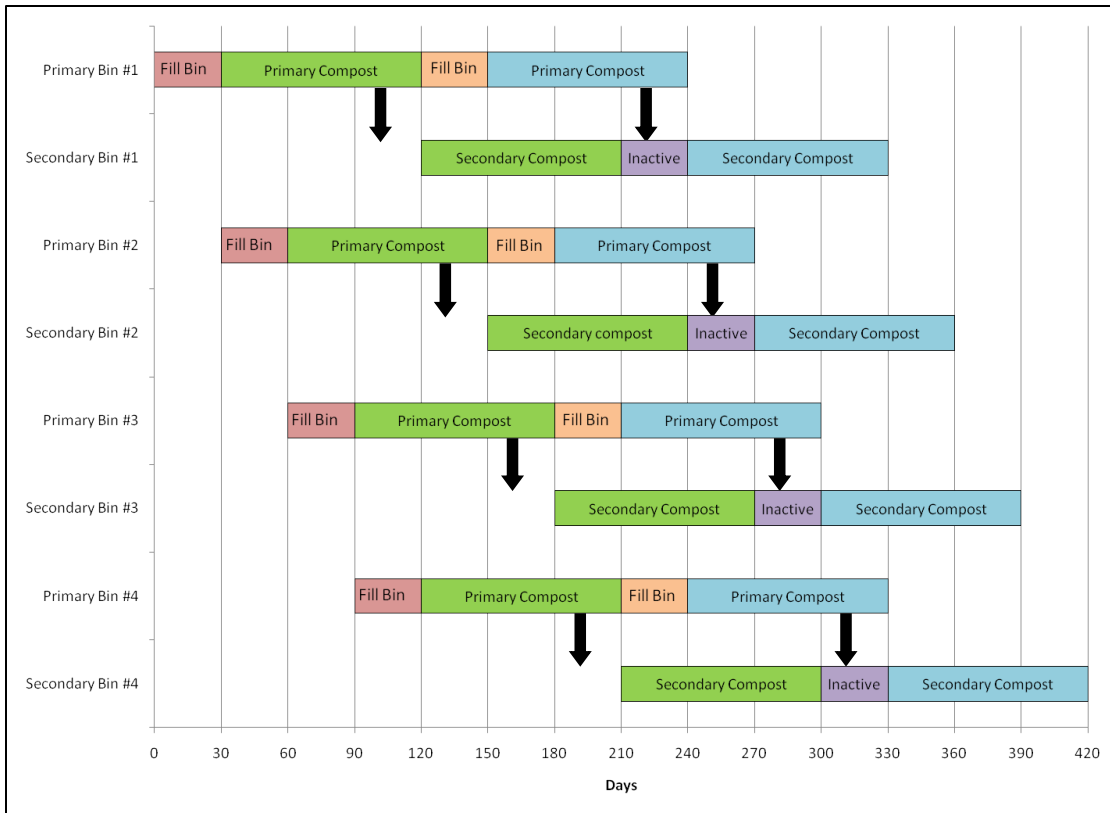 Primary Bin #1 Fill Bin Primary Compost Fill Bin Primary Compost
Secondary Bin #1 Secondary Compost Inactive Secondary Compost
Primary Bin #2 Fill Bin Primary Compost Fill Bin Primary Compost
Secondary Bin #2 Secondary compost Inactive Secondary Compost
Primary Bin #3 Fill Bin Primary Compost Fill Bin Primary Compost
Secondary Bin #3 Secondary Compost Inactive Secondary Compost
Primary Bin #4 Fill Bin Primary Compost Fill Bin Primary Compost
Secondary Bin #4 Secondary Compost Inactive Secondary Compost
0 30 60 90 120 150 180 210 240 270 300 330 360 390 420
Days